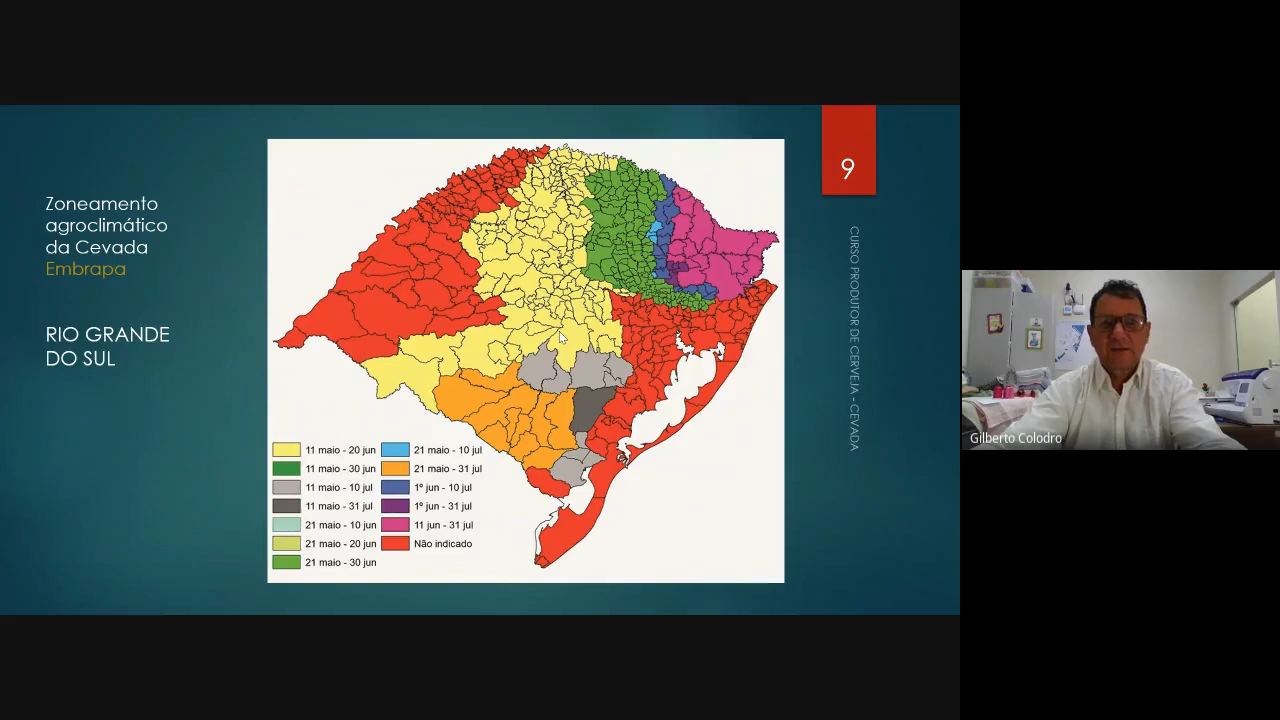 Zoneamento
agroclimático
da Cevada
Embrapa
RIO GRANDE
DO SUL
11 maio - 20 jun
11 maio - 30 jun
11 maio - 10 jul
11 maio - 31 jul
21 maio - 10 jun
21 maio - 20 jun
21 maio - 30 jun
21 maio - 10 jul
21 maio - 31 jul
1º jun - 10 jul
1º jun - 31 jul
11 jun - 31 jul
Não indicado
9
CURSO PRODUTOR DE CERVEJA - CEVADA
Gilberto Colodro